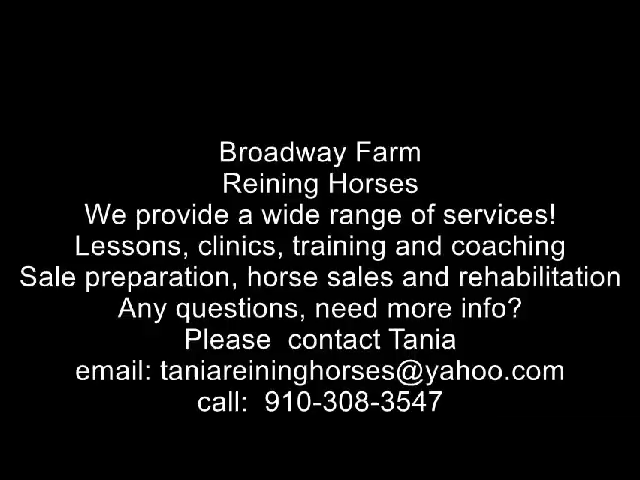 Broadway Farm
Reining Horses
We provide a wide range of services!
Lessons, clinics, training and coaching
Sale preparation, horse sales and rehabilitation
Any questions, need more info?
Please  contact Tania
email: taniareininghorses@yahoo.com
call:  910-308-3547